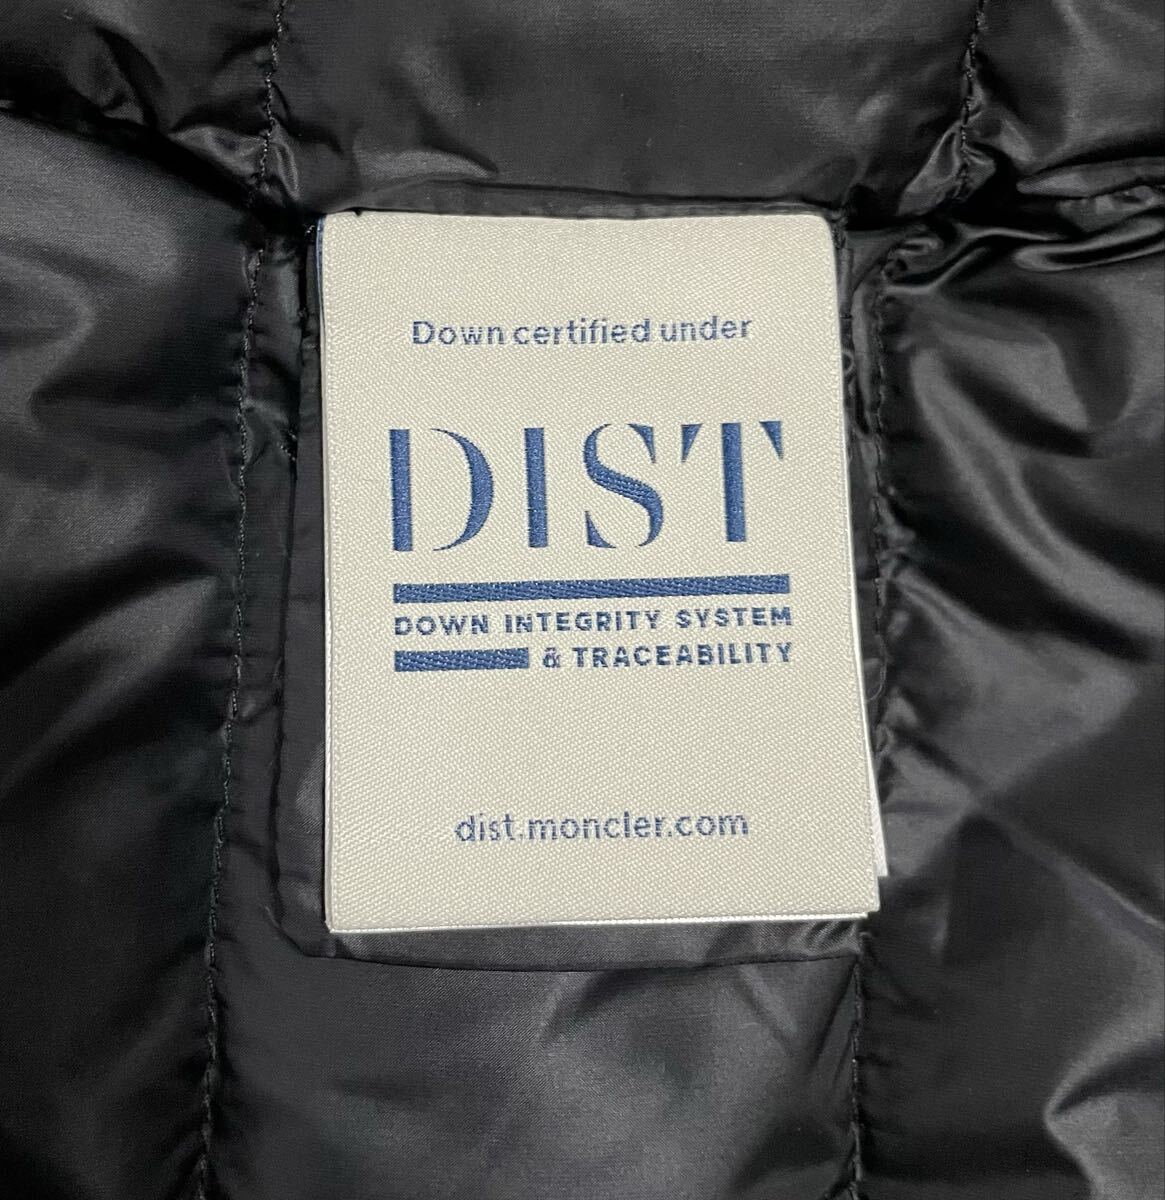 Down certified under
DIST
DOWN INTEGRITY SYSTEM
& TRACEABILITY
dist.moncler.com